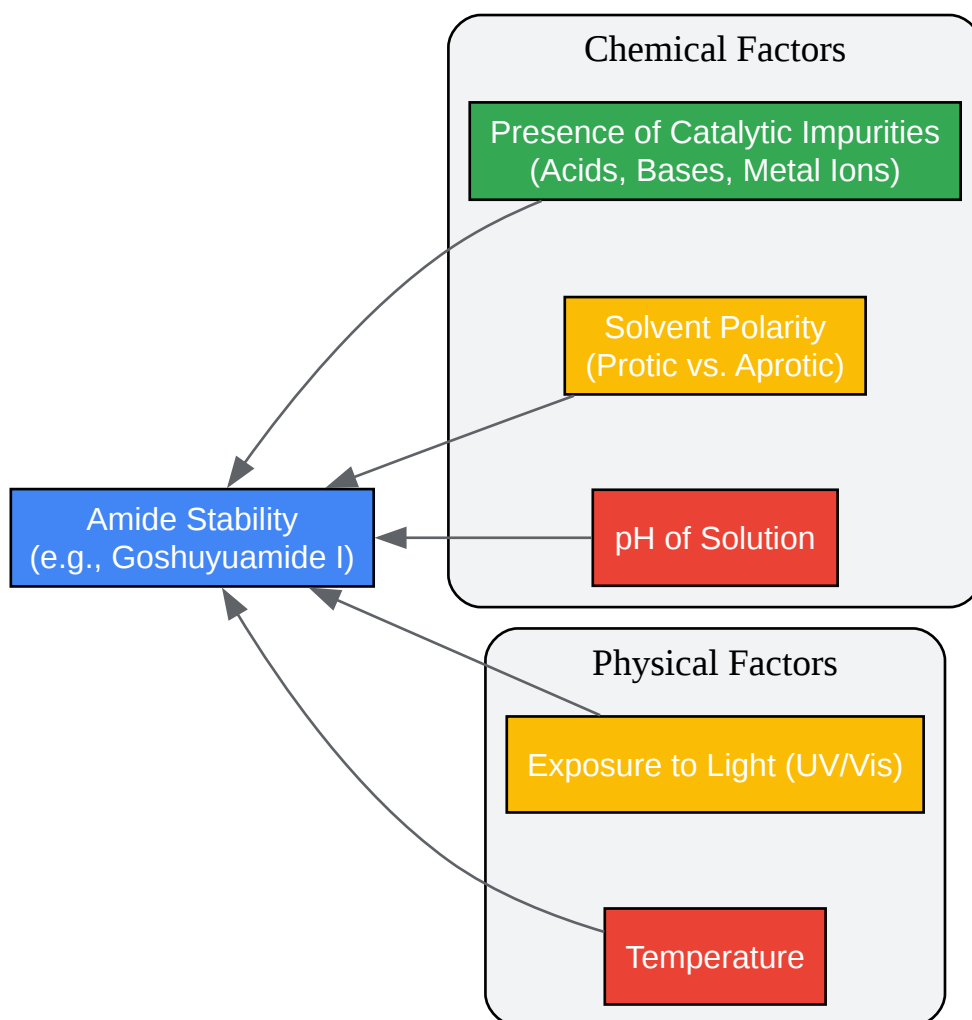 Chemical Factors
Presence of Catalytic Impurities
(Acids, Bases, Metal Ions)
Solvent Polarity
(Protic vs. Aprotic)
pH of Solution
Amide Stability
(e.g., Goshuyuamide I)
Physical Factors
Exposure to Light (UV/Vis)
Temperature